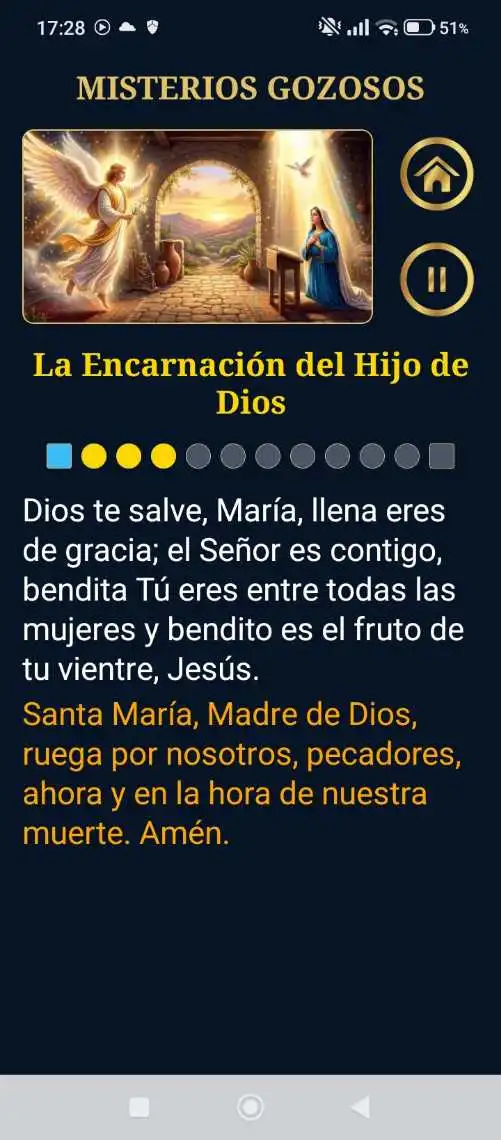 17:28
51%
MISTERIOS GOZOSOS
La Encarnación del Hijo de
Dios
Dios te salve, María, llena eres
de gracia; el Señor es contigo,
bendita Tú eres entre todas las
mujeres y bendito es el fruto de
tu vientre, Jesús.
Santa María, Madre de Dios,
ruega por nosotros, pecadores,
ahora y en la hora de nuestra
muerte. Amén.